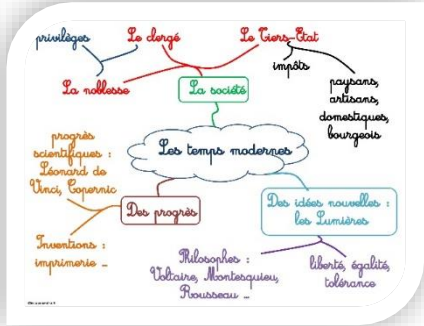 privilèges
Le clergé
Le Tiers-Etat
impôts
La noblesse
La société
paysans,
artisans,
domestiques,
bourgeois
Les temps modernes
progrès
scientifiques :
Léonard de
Vinci, Copernic
Des progrès
Des idées nouvelles :
les Lumières
Inventions :
imprimerie ...
Philosophes :
Voltaire, Montesquieu,
Rousseau ...
liberté, égalité,
tolérance